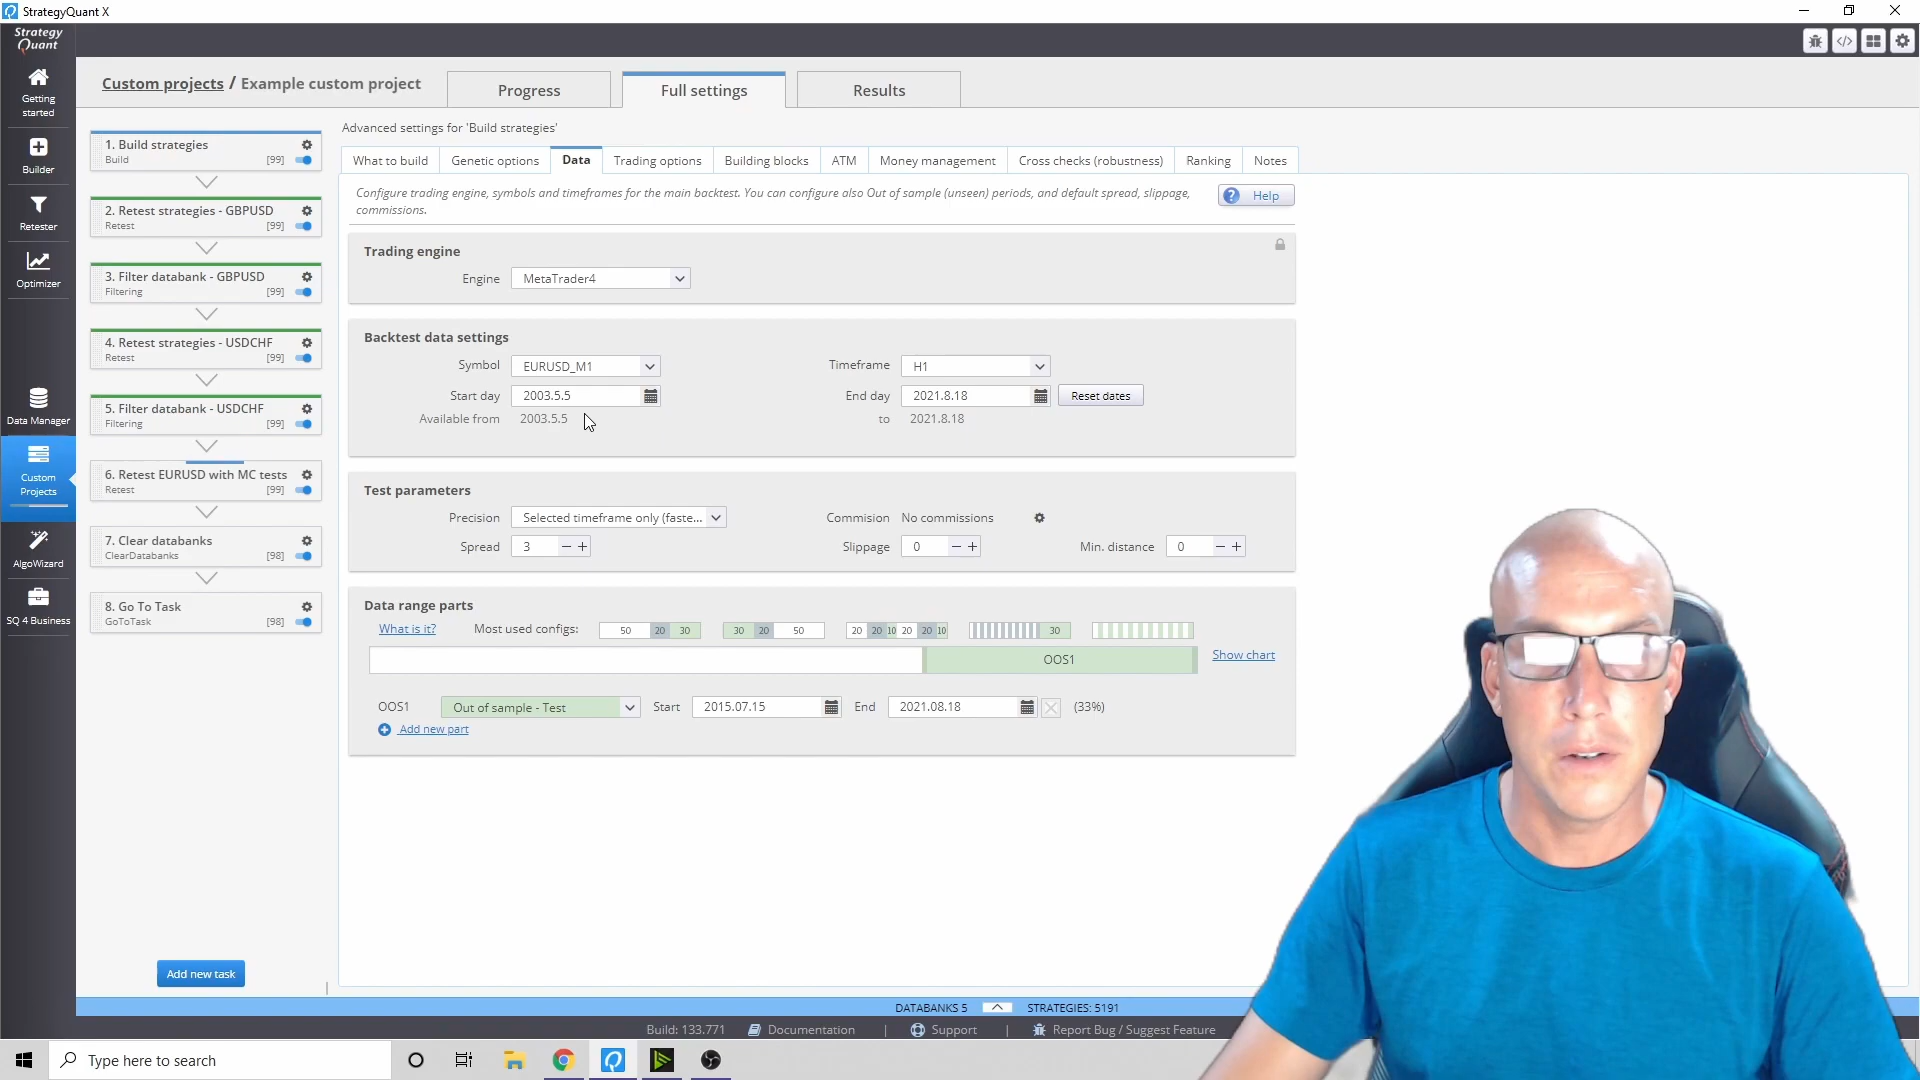 StrategyQuant X
Strategy
Quant
Custom projects / Example custom project
Progress
Full settings
Results
Getting
started
Builder
Retester
Optimizer
Data Manager
Custom
Projects
AlgoWizard
SQ 4 Business
1. Build strategies
Build [99]
2. Retest strategies - GBPUSD
Retest [99]
3. Filter databank - GBPUSD
Filtering [99]
4. Retest strategies - USDCHF
Retest [99]
5. Filter databank - USDCHF
Filtering [99]
6. Retest EURUSD with MC tests
Retest [99]
7. Clear databanks
ClearDatabanks [98]
8. Go To Task
GoToTask [98]
Add new task
Advanced settings for 'Build strategies'
What to build Genetic options Data Trading options Building blocks ATM Money management Cross checks (robustness) Ranking Notes
Configure trading engine, symbols and timeframes for the main backtest. You can configure also Out of sample (unseen) periods, and default spread, slippage,
commissions.
? Help
Trading engine
Engine MetaTrader4
Backtest data settings
Symbol EURUSD_M1 Timeframe H1
Start day 2003.5.5 End day 2021.8.18 Reset dates
Available from 2003.5.5 to 2021.8.18
Test parameters
Precision Selected timeframe only (faste... Commision No commissions
Spread 3 Slippage 0 Min. distance 0
Data range parts
What is it? Most used configs: 50 20 30 30 20 50 20 20 10 20 20 10 30
OOS1 Show chart
OOS1 Out of sample - Test Start 2015.07.15 End 2021.08.18 (33%)
Add new part
DATABANKS 5 STRATEGIES: 5191
Build: 133.771 Documentation | Support | Report Bug / Suggest Feature
Type here to search